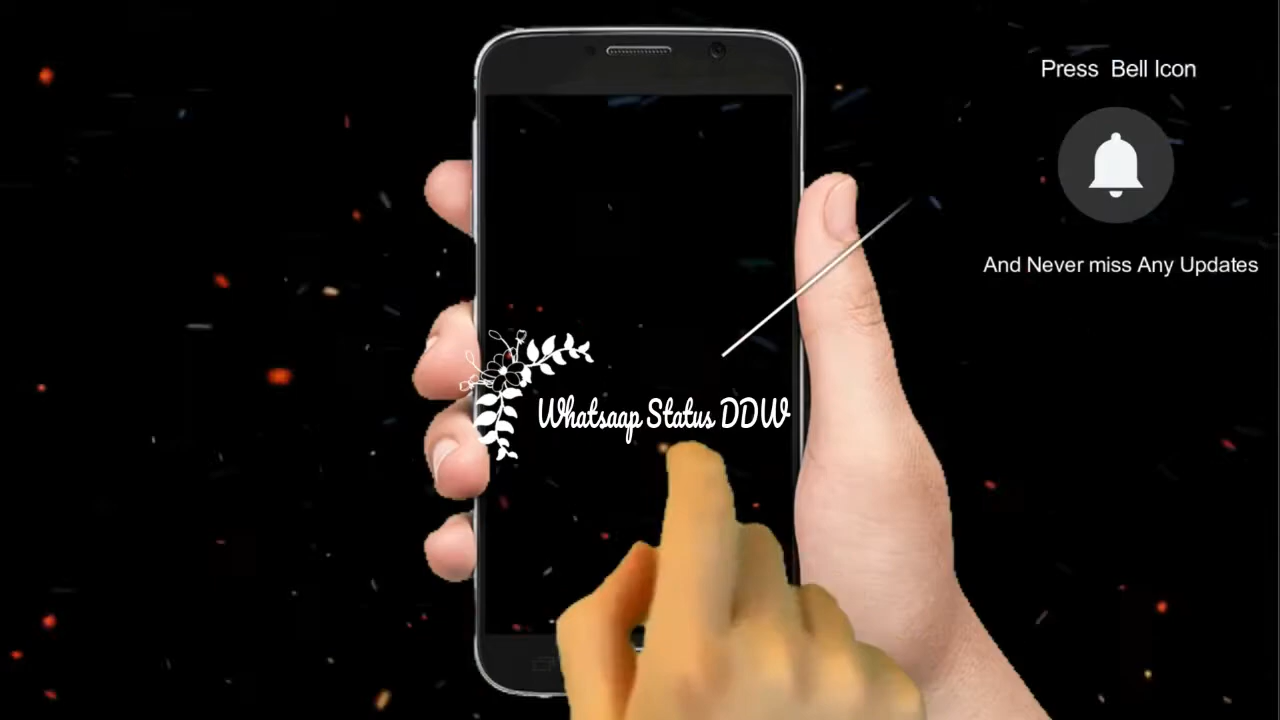 Press Bell Icon
And Never miss Any Updates
Whatsaap Status DDW